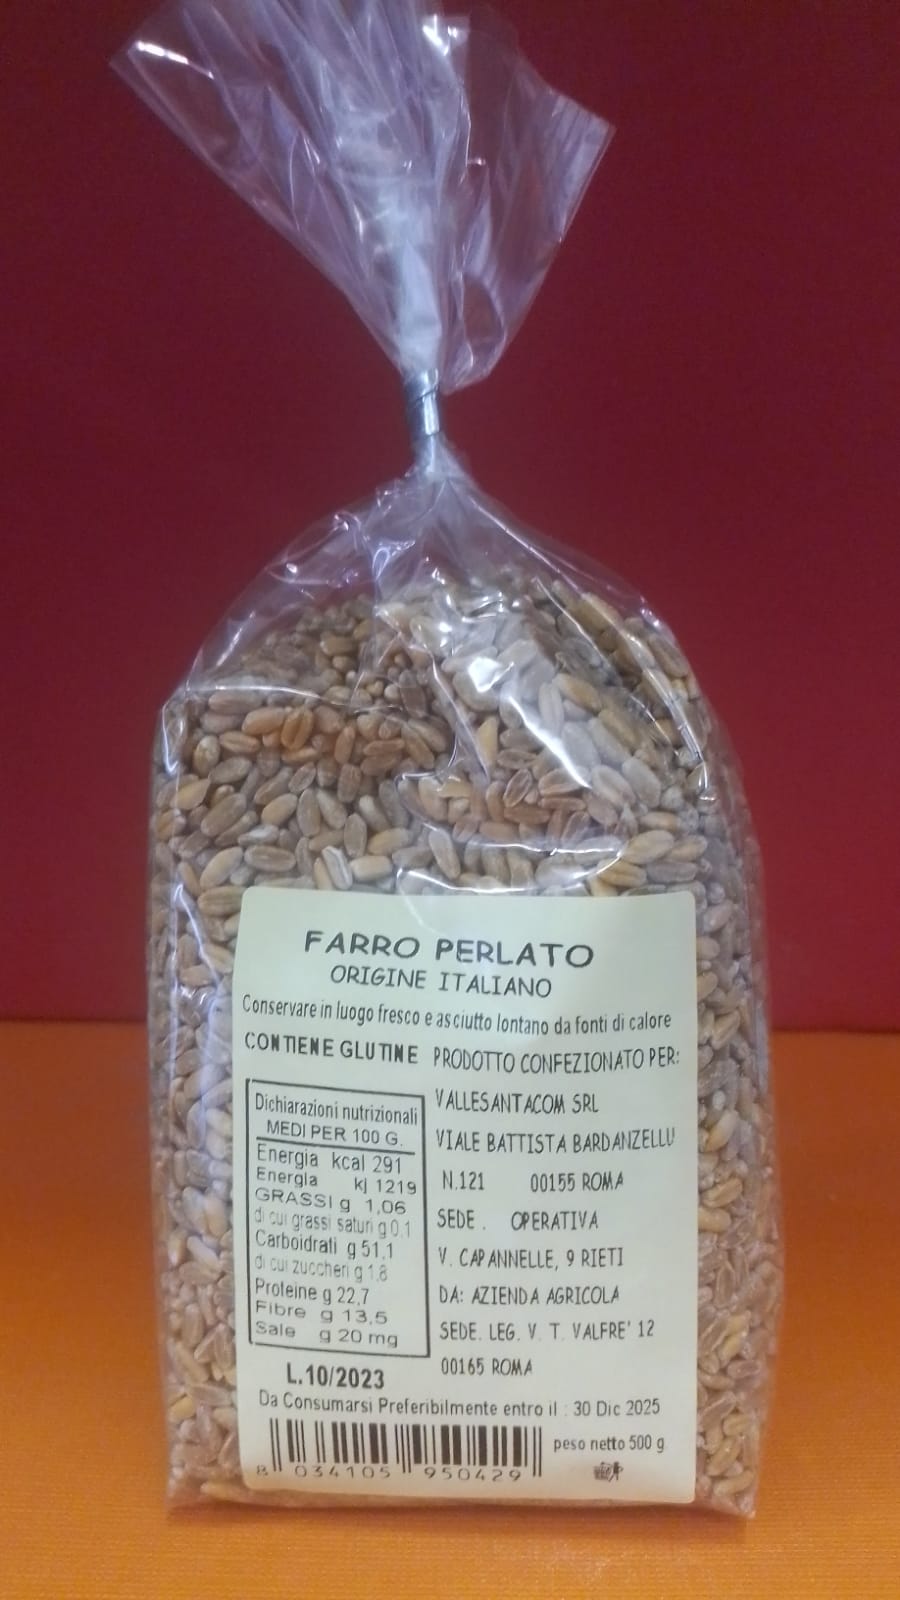 FARRO PERLATO
ORIGINE ITALIANO
Conservare in luogo fresco e asciutto lontano da fonti di calore
CONTIENE GLUTINE
Dichiarazioni nutrizionali
MEDI PER 100 G.
Energia kcal 291
Energia kj 1219
GRASSI g 1,06
di cui grassi saturi g 0,1
Carboidrati g 51,1
di cui zuccheri g 1,8
Proteine g 22,7
Fibre g 13,5
Sale g 20 mg
PRODOTTO CONFEZIONATO PER:
VALLESANTACOM SRL
VIALE BATTISTA BARDANZELLU
N.121 00155 ROMA
SEDE . OPERATIVA
V. CAPANNELLE, 9 RIETI
DA: AZIENDA AGRICOLA
SEDE. LEG. V. T. VALFRE' 12
00165 ROMA
L.10/2023
Da Consumarsi Preferibilmente entro il : 30 Dic 2025
peso netto 500 g
8 034105 950429